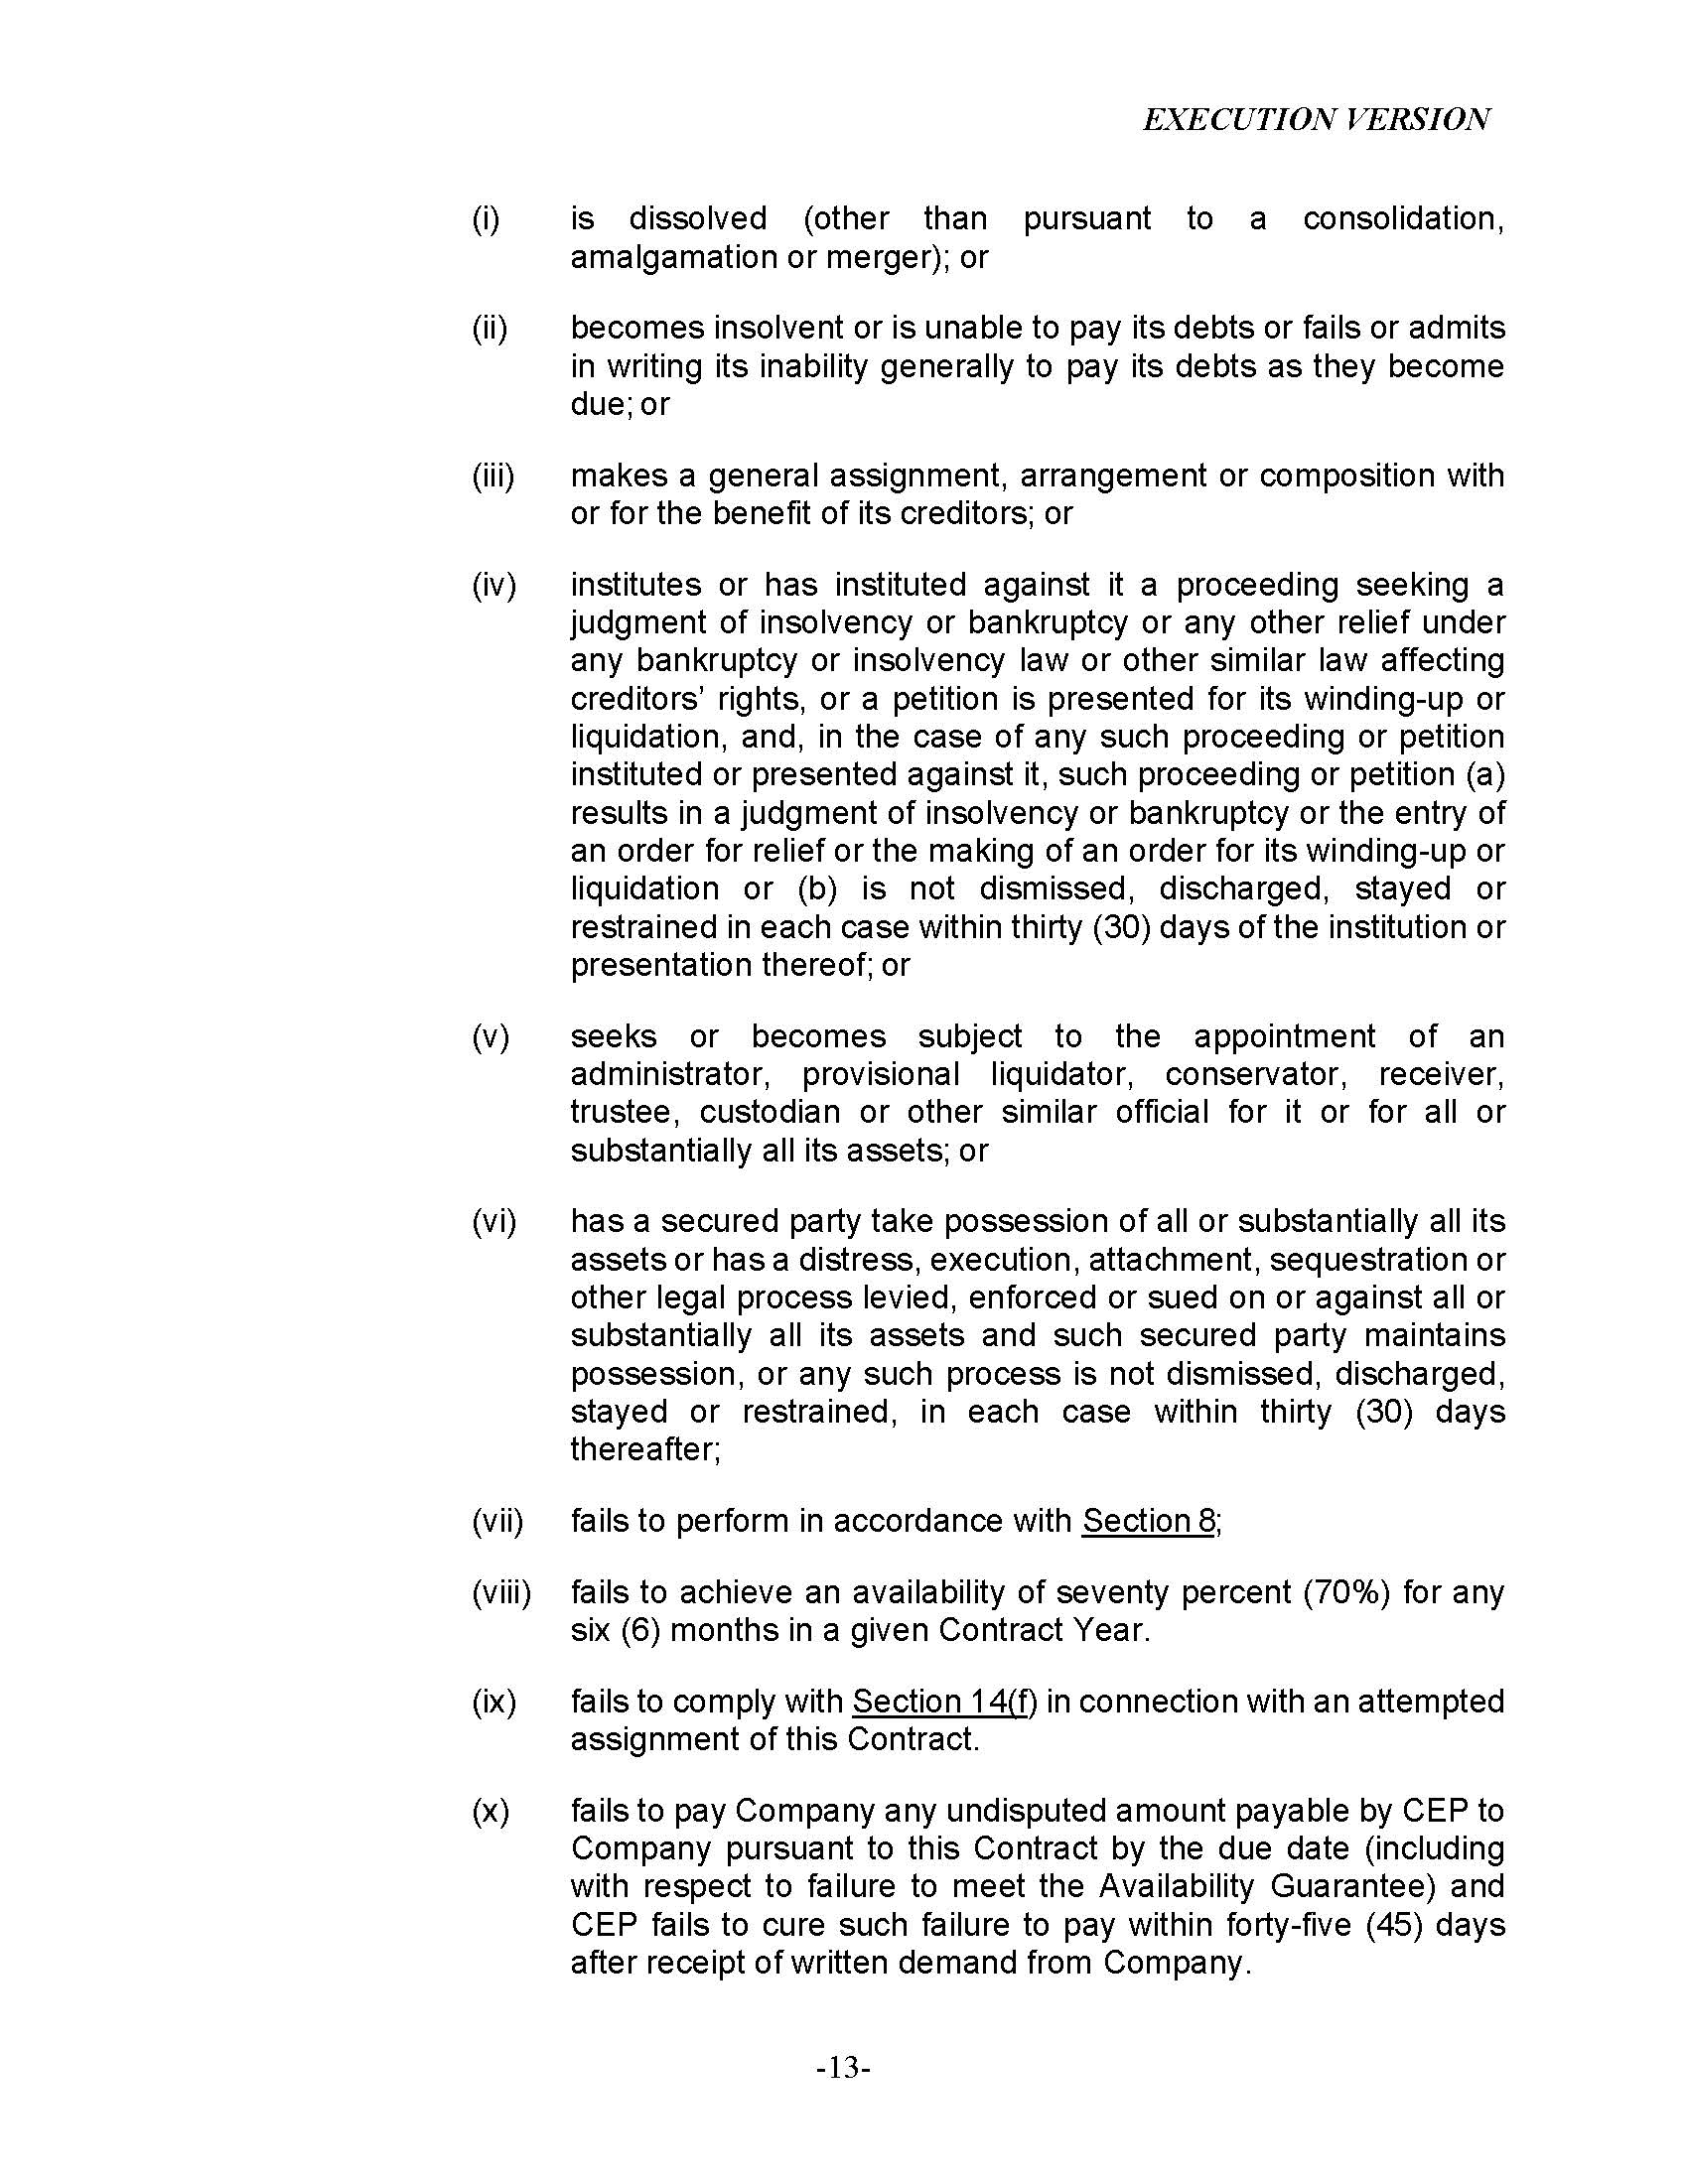 EXECUTION VERSION
(i) is dissolved (other than pursuant to a consolidation,
amalgamation or merger); or
(ii) becomes insolvent or is unable to pay its debts or fails or admits
in writing its inability generally to pay its debts as they become
due; or
(iii) makes a general assignment, arrangement or composition with
or for the benefit of its creditors; or
(iv) institutes or has instituted against it a proceeding seeking a
judgment of insolvency or bankruptcy or any other relief under
any bankruptcy or insolvency law or other similar law affecting
creditors’ rights, or a petition is presented for its winding-up or
liquidation, and, in the case of any such proceeding or petition
instituted or presented against it, such proceeding or petition (a)
results in a judgment of insolvency or bankruptcy or the entry of
an order for relief or the making of an order for its winding-up or
liquidation or (b) is not dismissed, discharged, stayed or
restrained in each case within thirty (30) days of the institution or
presentation thereof; or
(v) seeks or becomes subject to the appointment of an
administrator, provisional liquidator, conservator, receiver,
trustee, custodian or other similar official for it or for all or
substantially all its assets; or
(vi) has a secured party take possession of all or substantially all its
assets or has a distress, execution, attachment, sequestration or
other legal process levied, enforced or sued on or against all or
substantially all its assets and such secured party maintains
possession, or any such process is not dismissed, discharged,
stayed or restrained, in each case within thirty (30) days
thereafter;
(vii) fails to perform in accordance with Section 8;
(viii) fails to achieve an availability of seventy percent (70%) for any
six (6) months in a given Contract Year.
(ix) fails to comply with Section 14(f) in connection with an attempted
assignment of this Contract.
(x) fails to pay Company any undisputed amount payable by CEP to
Company pursuant to this Contract by the due date (including
with respect to failure to meet the Availability Guarantee) and
CEP fails to cure such failure to pay within forty-five (45) days
after receipt of written demand from Company.
-13-